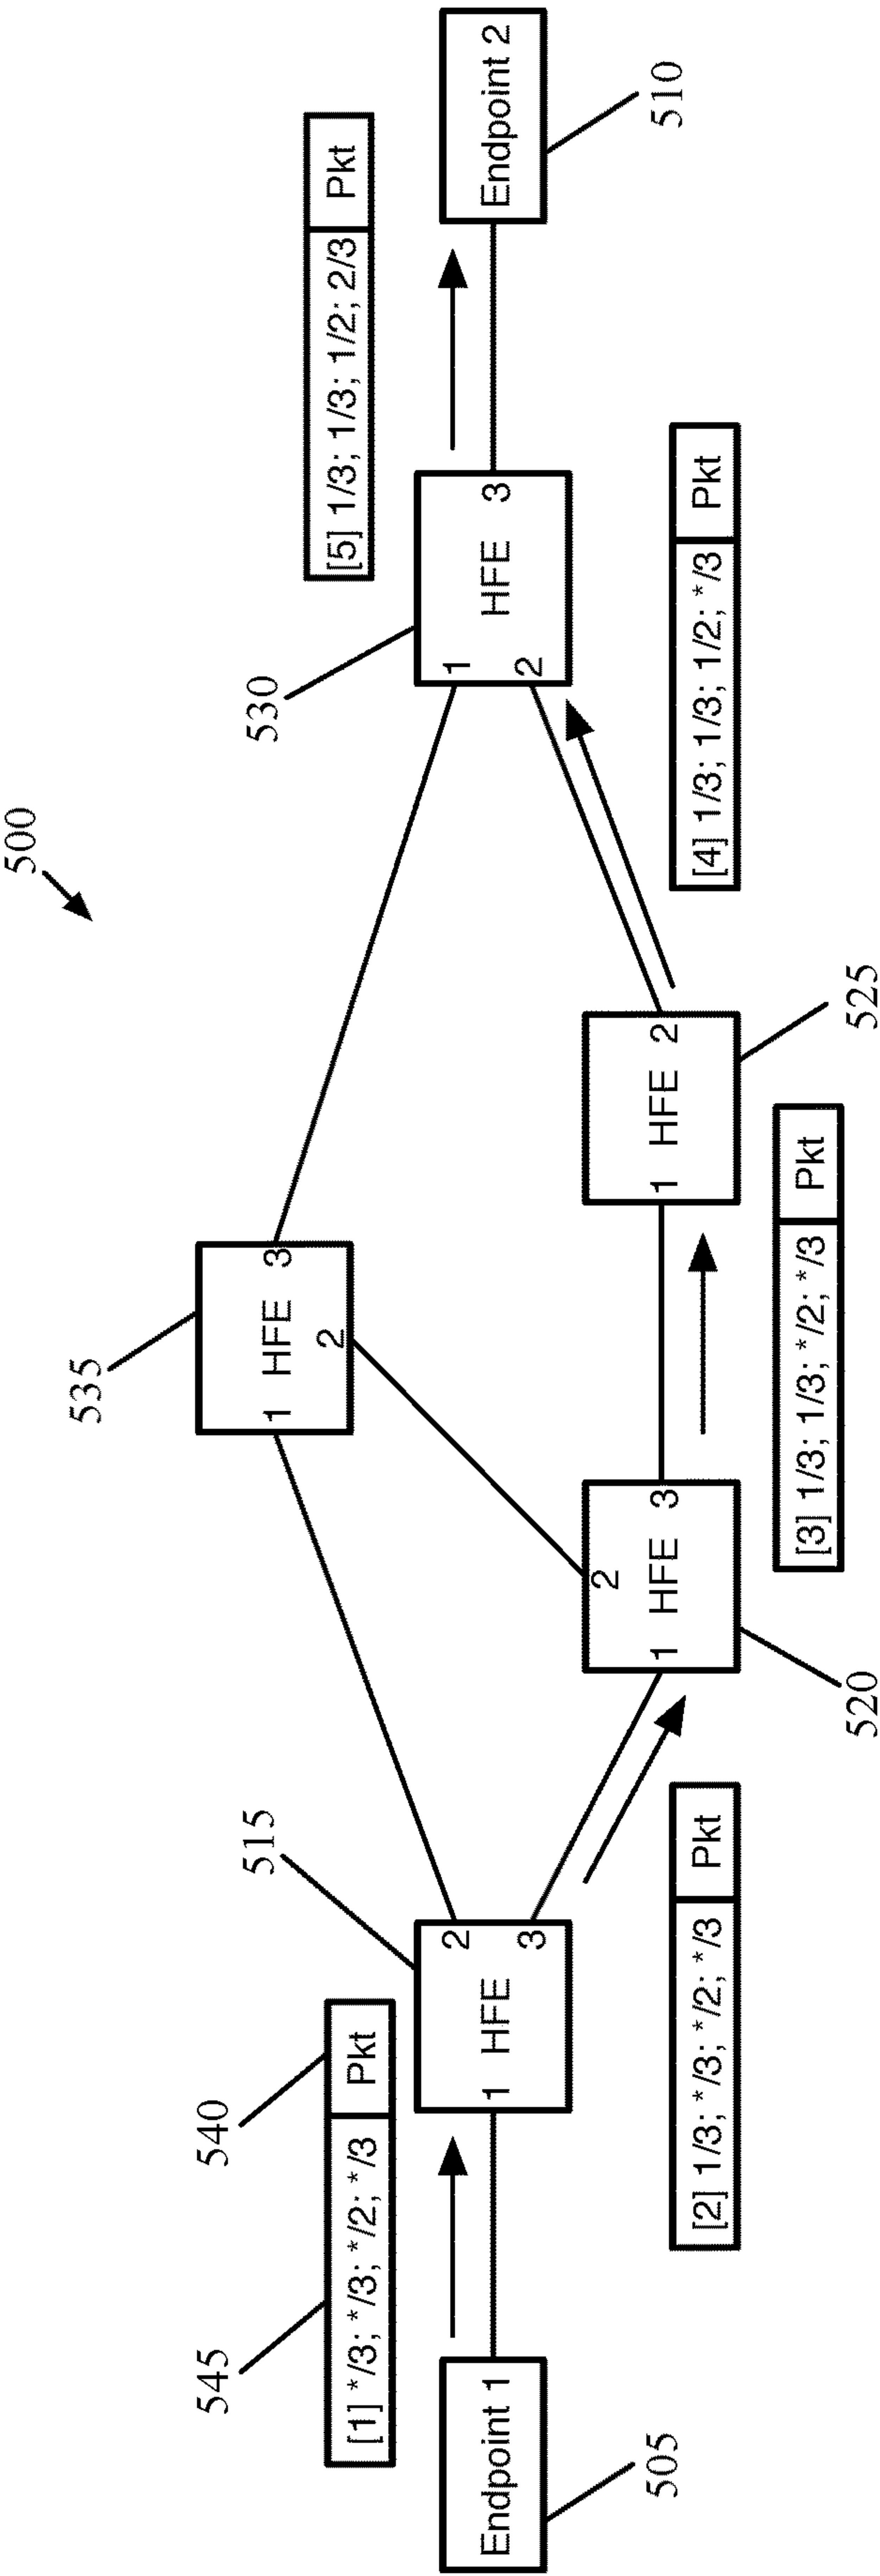 500
535
HFE
1
2
3
515
HFE
1
2
3
530
HFE
1
2
3
540
545
[1] */3; */3; */2; */3 Pkt
[5] 1/3; 1/3; 1/2; 2/3 Pkt
Endpoint 1
505
Endpoint 2
510
HFE
1
2
3
520
HFE
1
2
525
[2] 1/3; */3; */2; */3 Pkt
[3] 1/3; 1/3; */2; */3 Pkt
[4] 1/3; 1/3; 1/2; */3 Pkt